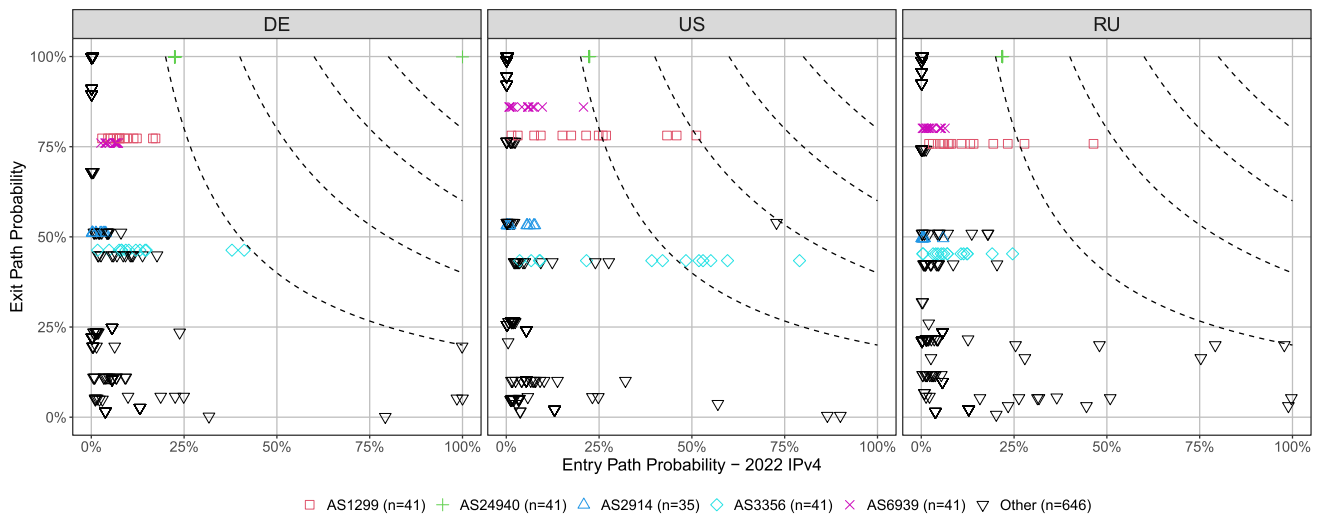 DE US RU
Exit Path Probability
100%
75%
50%
25%
0%
0% 25% 50% 75% 100% 0% 25% 50% 75% 100% 0% 25% 50% 75% 100%
Entry Path Probability − 2022 IPv4
AS1299 (n=41) AS24940 (n=41) AS2914 (n=35) AS3356 (n=41) AS6939 (n=41) Other (n=646)